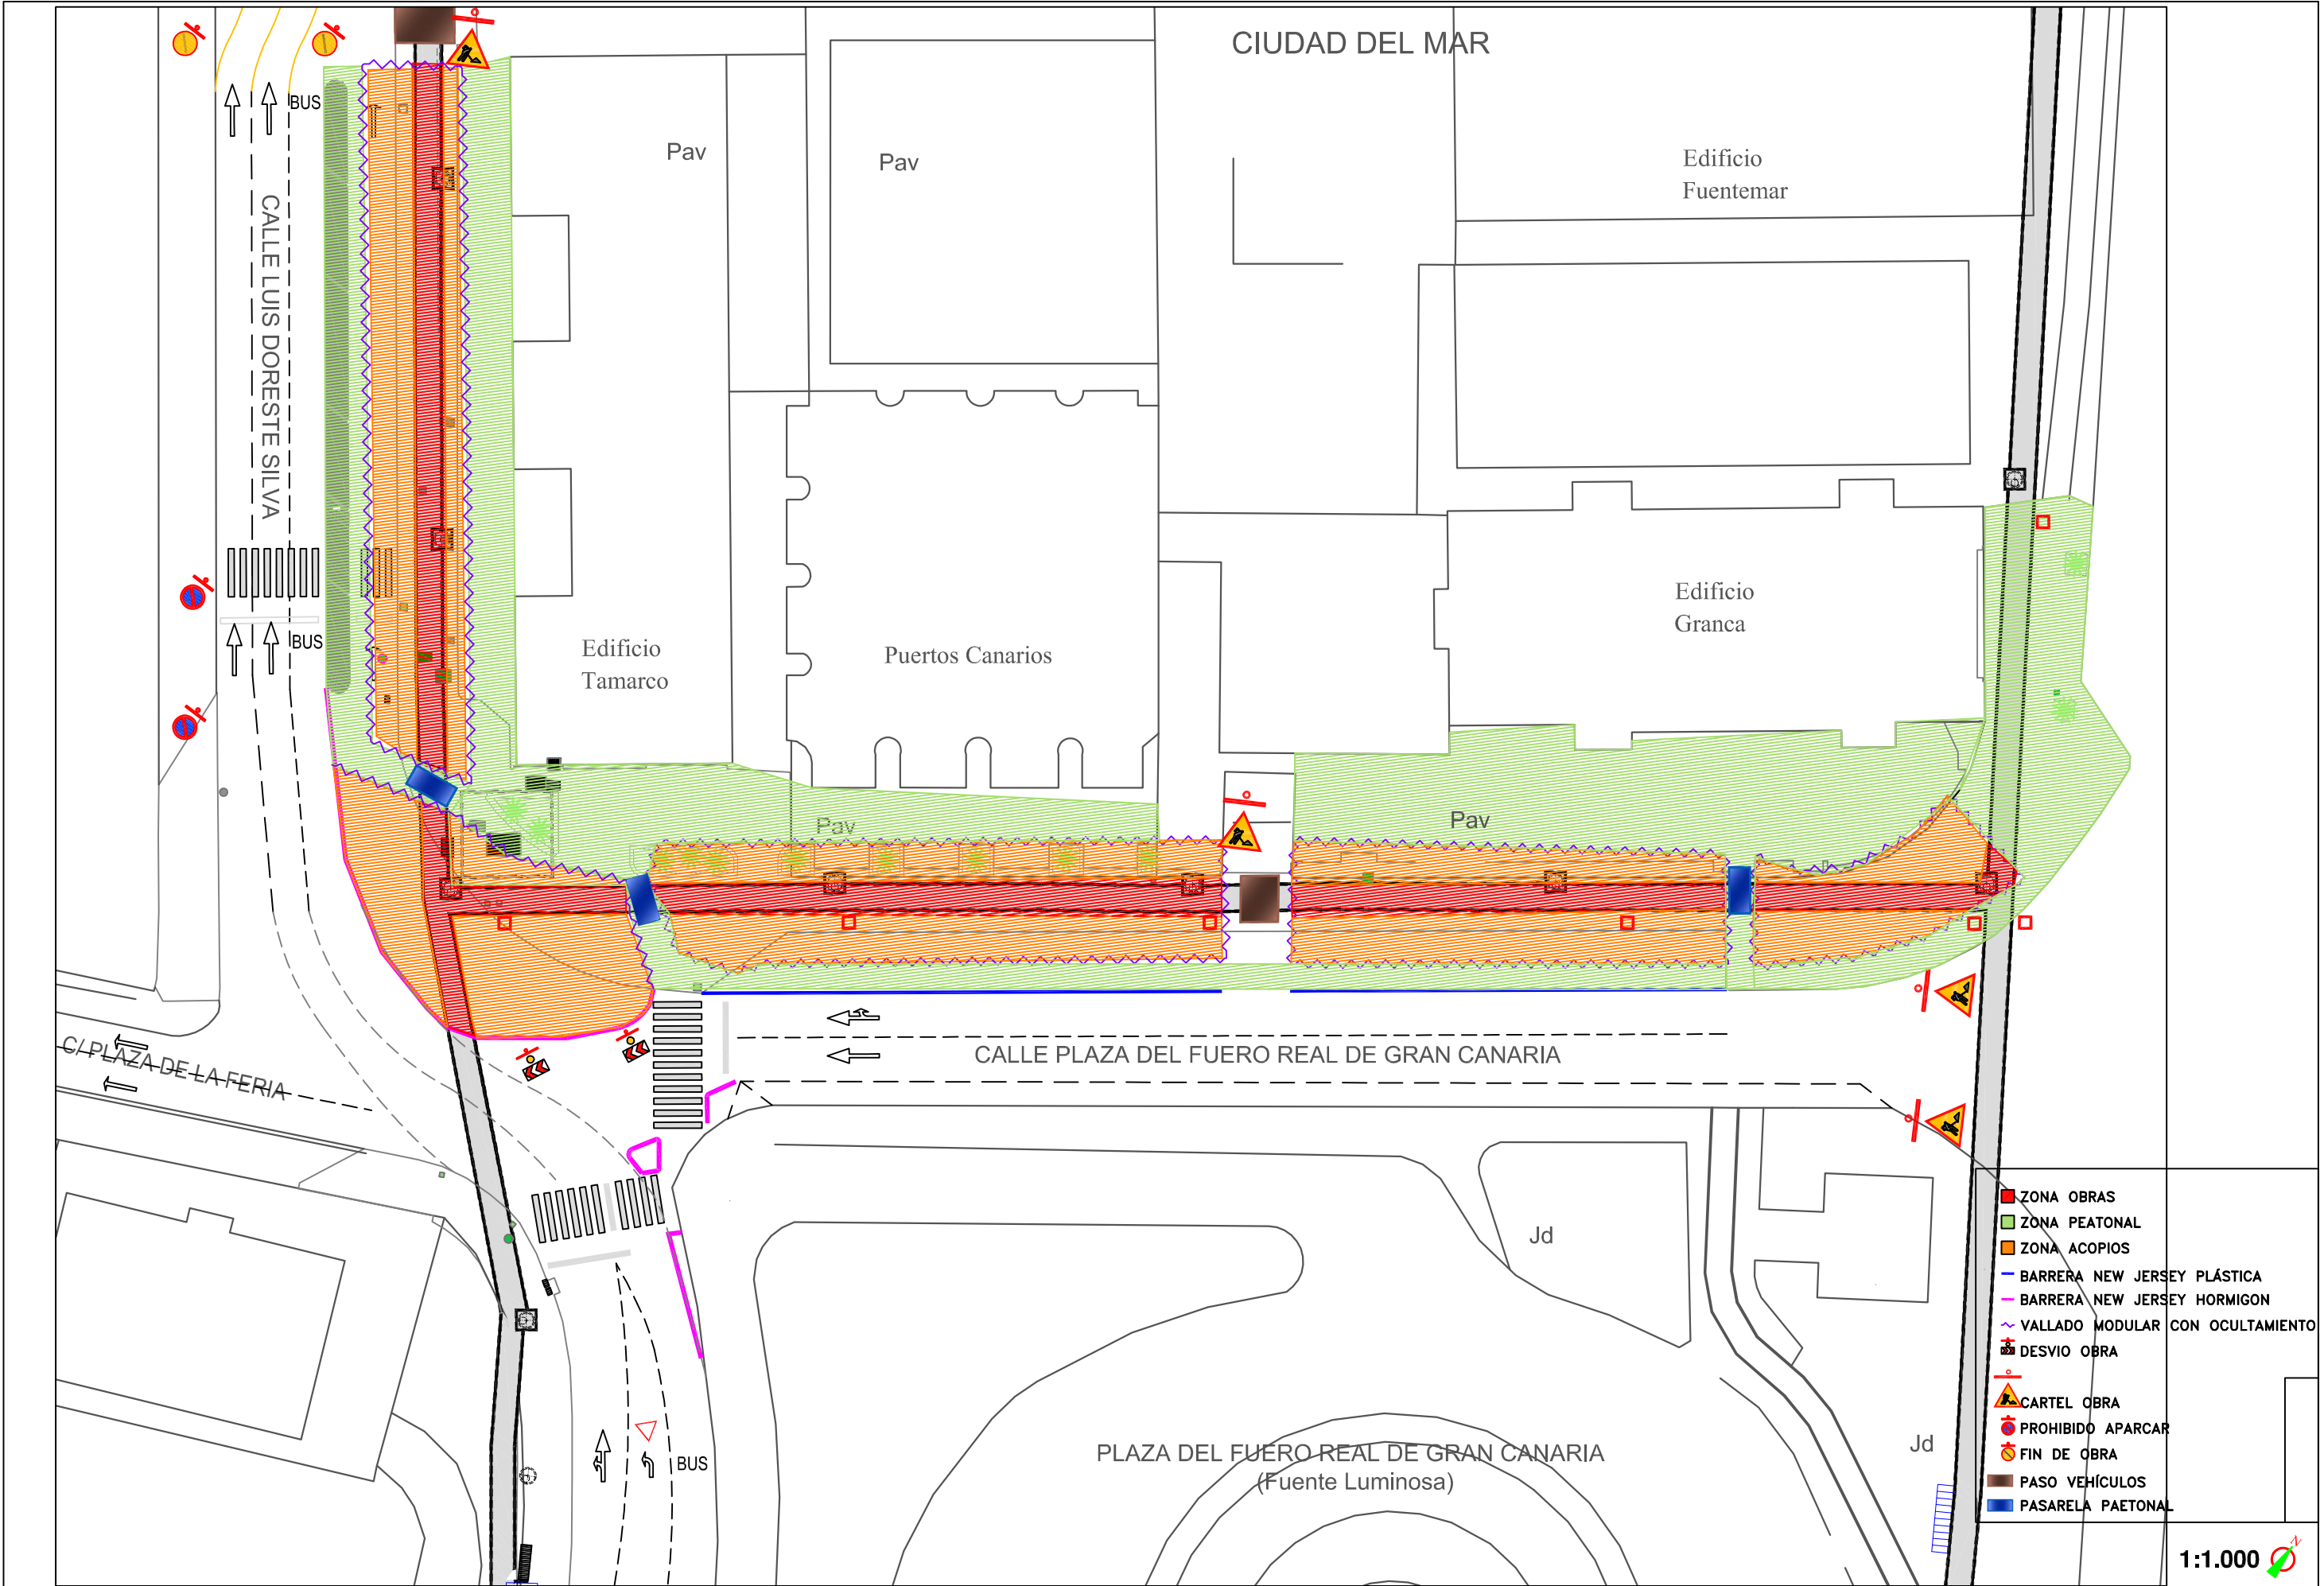 CIUDAD DEL MAR
BUS
Pav
Pav
Edificio
Fuentemar
CALLE LUIS DORESTE SILVA
BUS
Edificio
Tamarco
Puertos Canarios
Edificio
Granca
Pav
Pav
C/ PLAZA DE LA FERIA
CALLE PLAZA DEL FUERO REAL DE GRAN CANARIA
Jd
Jd
BUS
PLAZA DEL FUERO REAL DE GRAN CANARIA
(Fuente Luminosa)
ZONA OBRAS
ZONA PEATONAL
ZONA ACOPIOS
BARRERA NEW JERSEY PLÁSTICA
BARRERA NEW JERSEY HORMIGON
VALLADO MODULAR CON OCULTAMIENTO
DESVIO OBRA
CARTEL OBRA
PROHIBIDO APARCAR
FIN DE OBRA
PASO VEHÍCULOS
PASARELA PAETONAL
1:1.000
N